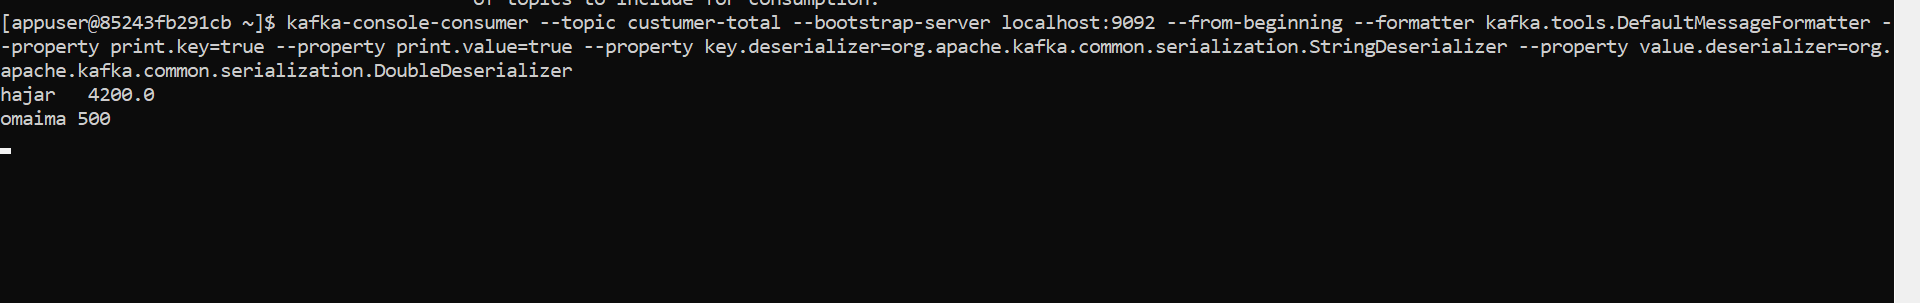 of topics to include for consumption.
[appuser@85243fb291cb ~]$ kafka-console-consumer --topic custumer-total --bootstrap-server localhost:9092 --from-beginning --formatter kafka.tools.DefaultMessageFormatter -
-property print.key=true --property print.value=true --property key.deserializer=org.apache.kafka.common.serialization.StringDeserializer --property value.deserializer=org.
apache.kafka.common.serialization.DoubleDeserializer
hajar   4200.0
omaima 500